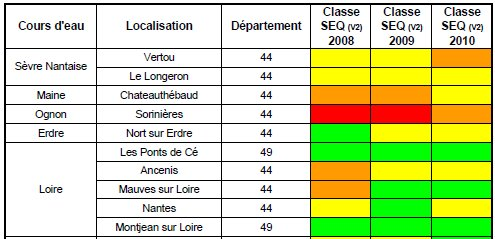 Cours d'eau Localisation Département Classe SEQ (V2) 2008 Classe SEQ (V2) 2009 Classe SEQ (V2) 2010
Sèvre Nantaise Vertou 44
Le Longeron 44
Maine Chateauthébaud 44
Ognon Sorinières 44
Erdre Nort sur Erdre 44
Loire Les Ponts de Cé 49
Ancenis 44
Mauves sur Loire 44
Nantes 44
Montjean sur Loire 49